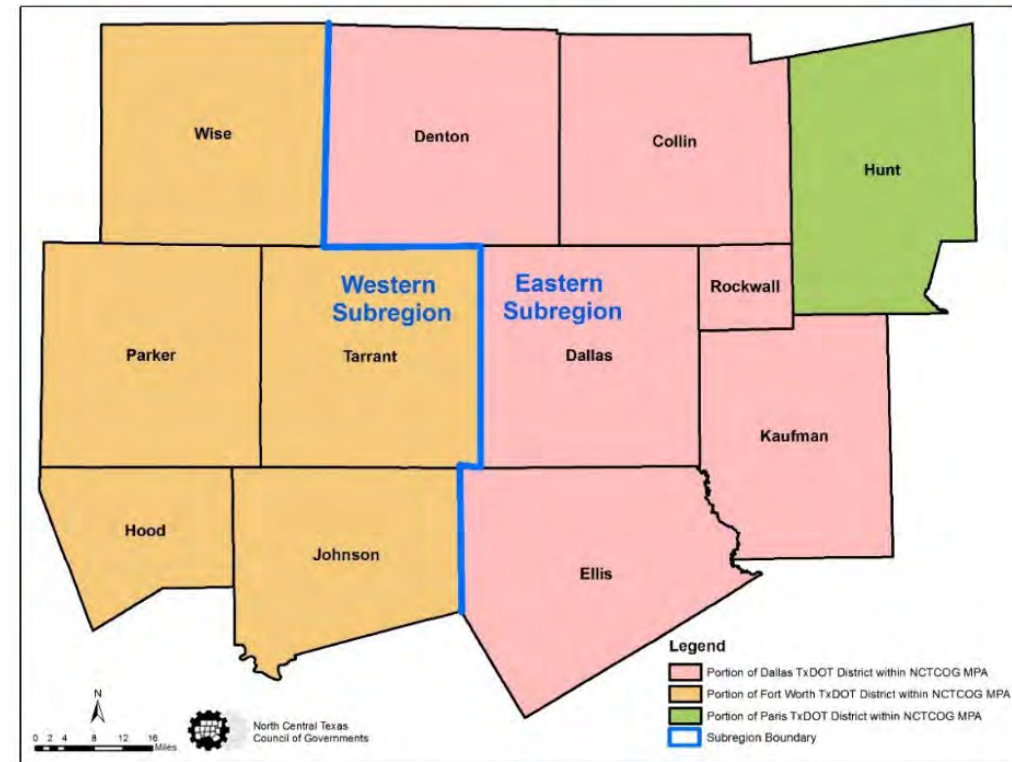 Wise
Denton
Collin
Hunt
Western
Subregion
Eastern
Subregion
Rockwall
Parker
Tarrant
Dallas
Kaufman
Hood
Johnson
Ellis
Legend
Portion of Dallas TxDOT District within NCTCOG MPA
Portion of Fort Worth TxDOT District within NCTCOG MPA
Portion of Paris TxDOT District within NCTCOG MPA
Subregion Boundary
N
0 2 4 8 12 16
Miles
North Central Texas
Council of Governments